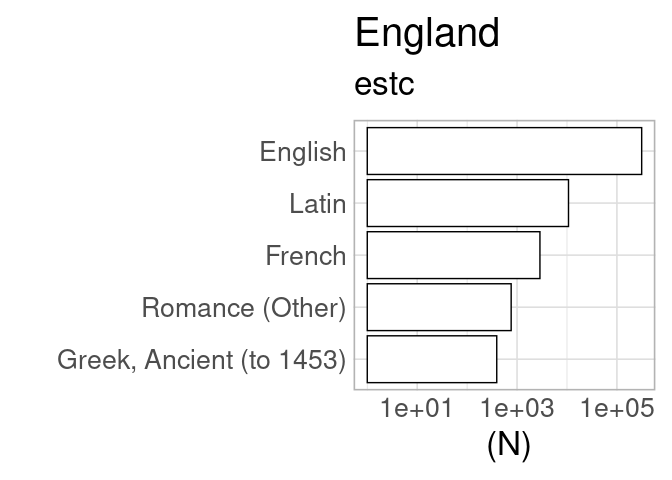 England
estc
English
Latin
French
Romance (Other)
Greek, Ancient (to 1453)
1e+01 1e+03 1e+05
(N)